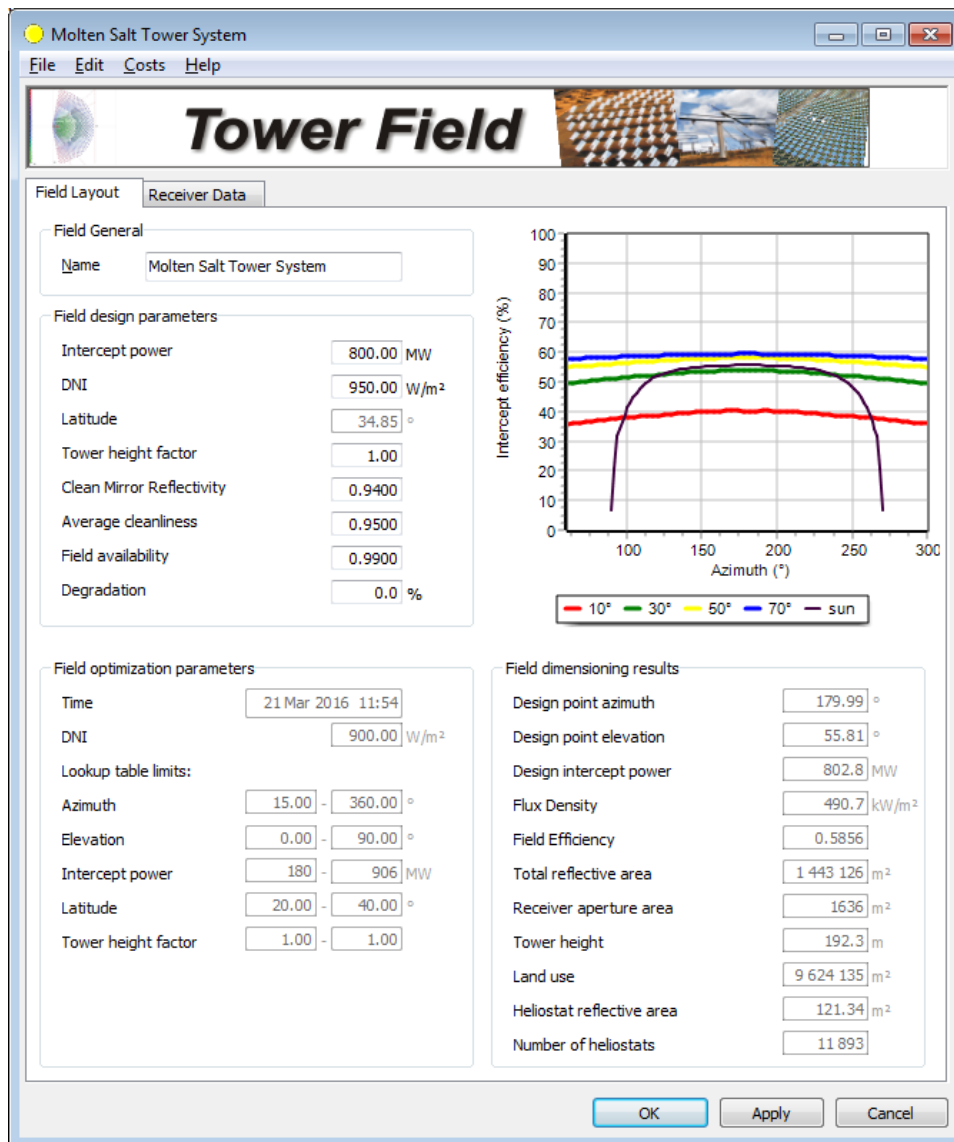 Molten Salt Tower System
File Edit Costs Help
Tower Field
Field Layout Receiver Data
Field General
Name Molten Salt Tower System
Field design parameters
Intercept power 800.00 MW
DNI 950.00 W/m²
Latitude 34.85 °
Tower height factor 1.00
Clean Mirror Reflectivity 0.9400
Average cleanliness 0.9500
Field availability 0.9900
Degradation 0.0 %
Intercept efficiency (%)
100
90
80
70
60
50
40
30
20
10
0
100 150 200 250 300
Azimuth (°)
10° 30° 50° 70° sun
Field optimization parameters
Time 21 Mar 2016 11:54
DNI 900.00 W/m²
Lookup table limits:
Azimuth 15.00 - 360.00 °
Elevation 0.00 - 90.00 °
Intercept power 180 - 906 MW
Latitude 20.00 - 40.00 °
Tower height factor 1.00 - 1.00
Field dimensioning results
Design point azimuth 179.99 °
Design point elevation 55.81 °
Design intercept power 802.8 MW
Flux Density 490.7 kW/m²
Field Efficiency 0.5856
Total reflective area 1 443 126 m²
Receiver aperture area 1636 m²
Tower height 192.3 m
Land use 9 624 135 m²
Heliostat reflective area 121.34 m²
Number of heliostats 11 893
OK Apply Cancel